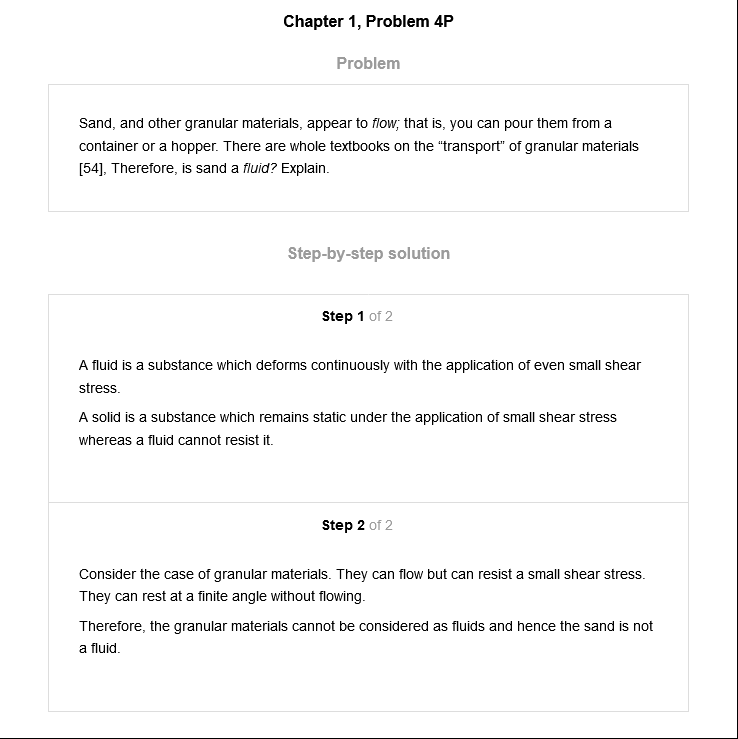 Chapter 1, Problem 4P
Problem
Sand, and other granular materials, appear to flow; that is, you can pour them from a
container or a hopper. There are whole textbooks on the “transport” of granular materials
[54], Therefore, is sand a fluid? Explain.
Step-by-step solution
Step 1 of 2
A fluid is a substance which deforms continuously with the application of even small shear
stress.
A solid is a substance which remains static under the application of small shear stress
whereas a fluid cannot resist it.
Step 2 of 2
Consider the case of granular materials. They can flow but can resist a small shear stress.
They can rest at a finite angle without flowing.
Therefore, the granular materials cannot be considered as fluids and hence the sand is not
a fluid.